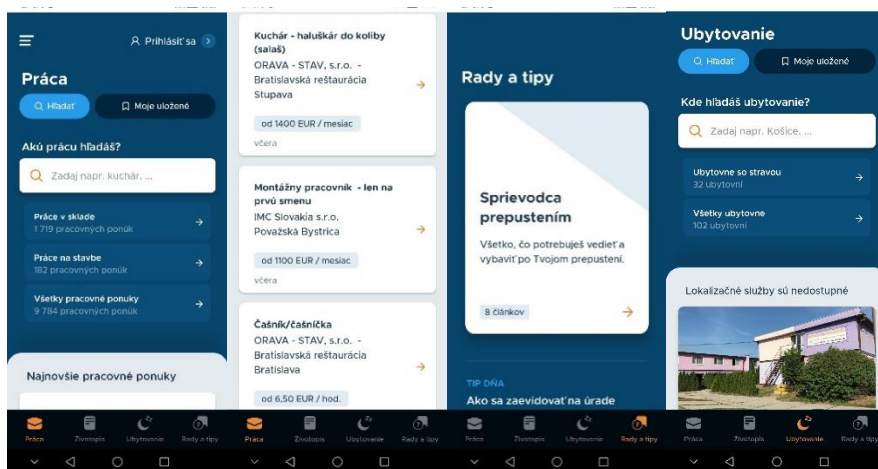 Prihlásiť sa
Práca
Hľadať
Moje uložené
Akú prácu hľadáš?
Zadaj napr. kuchár, ...
Práce v sklade
1 719 pracovných ponúk
Práce na stavbe
182 pracovných ponúk
Všetky pracovné ponuky
9 784 pracovných ponúk
Najnovšie pracovné ponuky
Práca
Životopis
Ubytovanie
Rady a tipy
Kuchár - haluškár do koliby
(salaš)
ORAVA - STAV, s.r.o. -
Bratislavská reštaurácia
Stupava
od 1400 EUR / mesiac
včera
Montážny pracovník - len na
prvú smenu
IMC Slovakia s.r.o.
Považská Bystrica
od 1100 EUR / mesiac
včera
Čašník/čašníčka
ORAVA - STAV, s.r.o. -
Bratislavská reštaurácia
Bratislava
od 6,50 EUR / hod.
Práca
Životopis
Ubytovanie
Rady a tipy
Rady a tipy
Sprievodca
prepustením
Všetko, čo potrebuješ vedieť a
vybaviť po Tvojom prepustení.
8 článkov
TIP DŇA
Ako sa zaevidovať na úrade
Práca
Životopis
Ubytovanie
Rady a tipy
Ubytovanie
Hľadať
Moje uložené
Kde hľadáš ubytovanie?
Zadaj napr. Košice, ...
Ubytovne so stravou
32 ubytovní
Všetky ubytovne
102 ubytovní
Lokalizačné služby sú nedostupné
Práca
Životopis
Ubytovanie
Rady a tipy